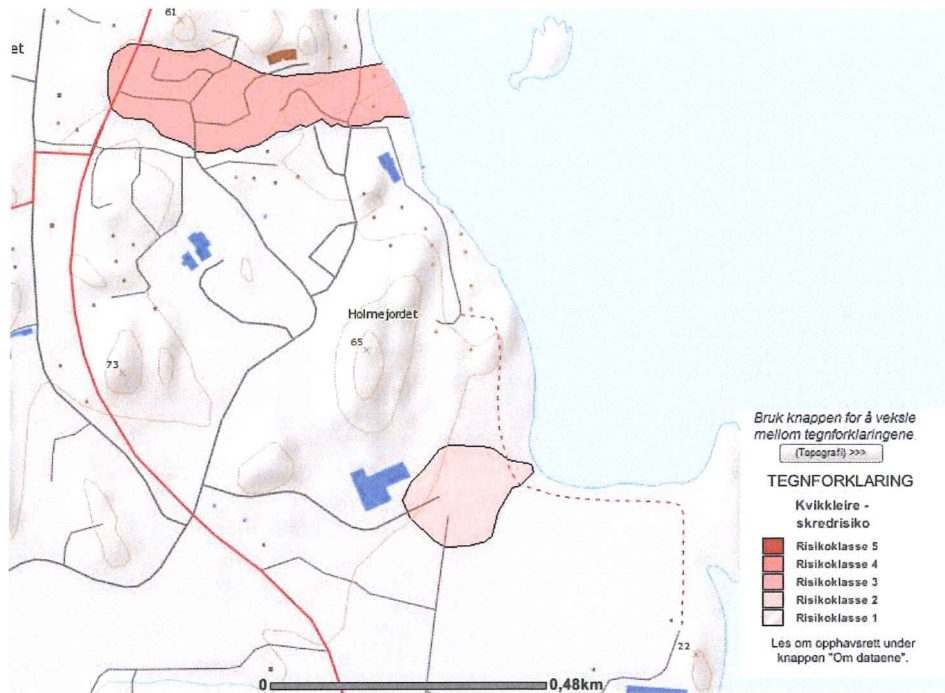 61
et
Holmejordet
65
73
Bruk knappen for å veksle
mellom tegnforklaringene
(Topografi) >>>
TEGNFORKLARING
Kvikkleire -
skredrisiko
Risikoklasse 5
Risikoklasse 4
Risikoklasse 3
Risikoklasse 2
Risikoklasse 1
Les om opphavsrett under
knappen "Om dataene".
22
0
0,48km